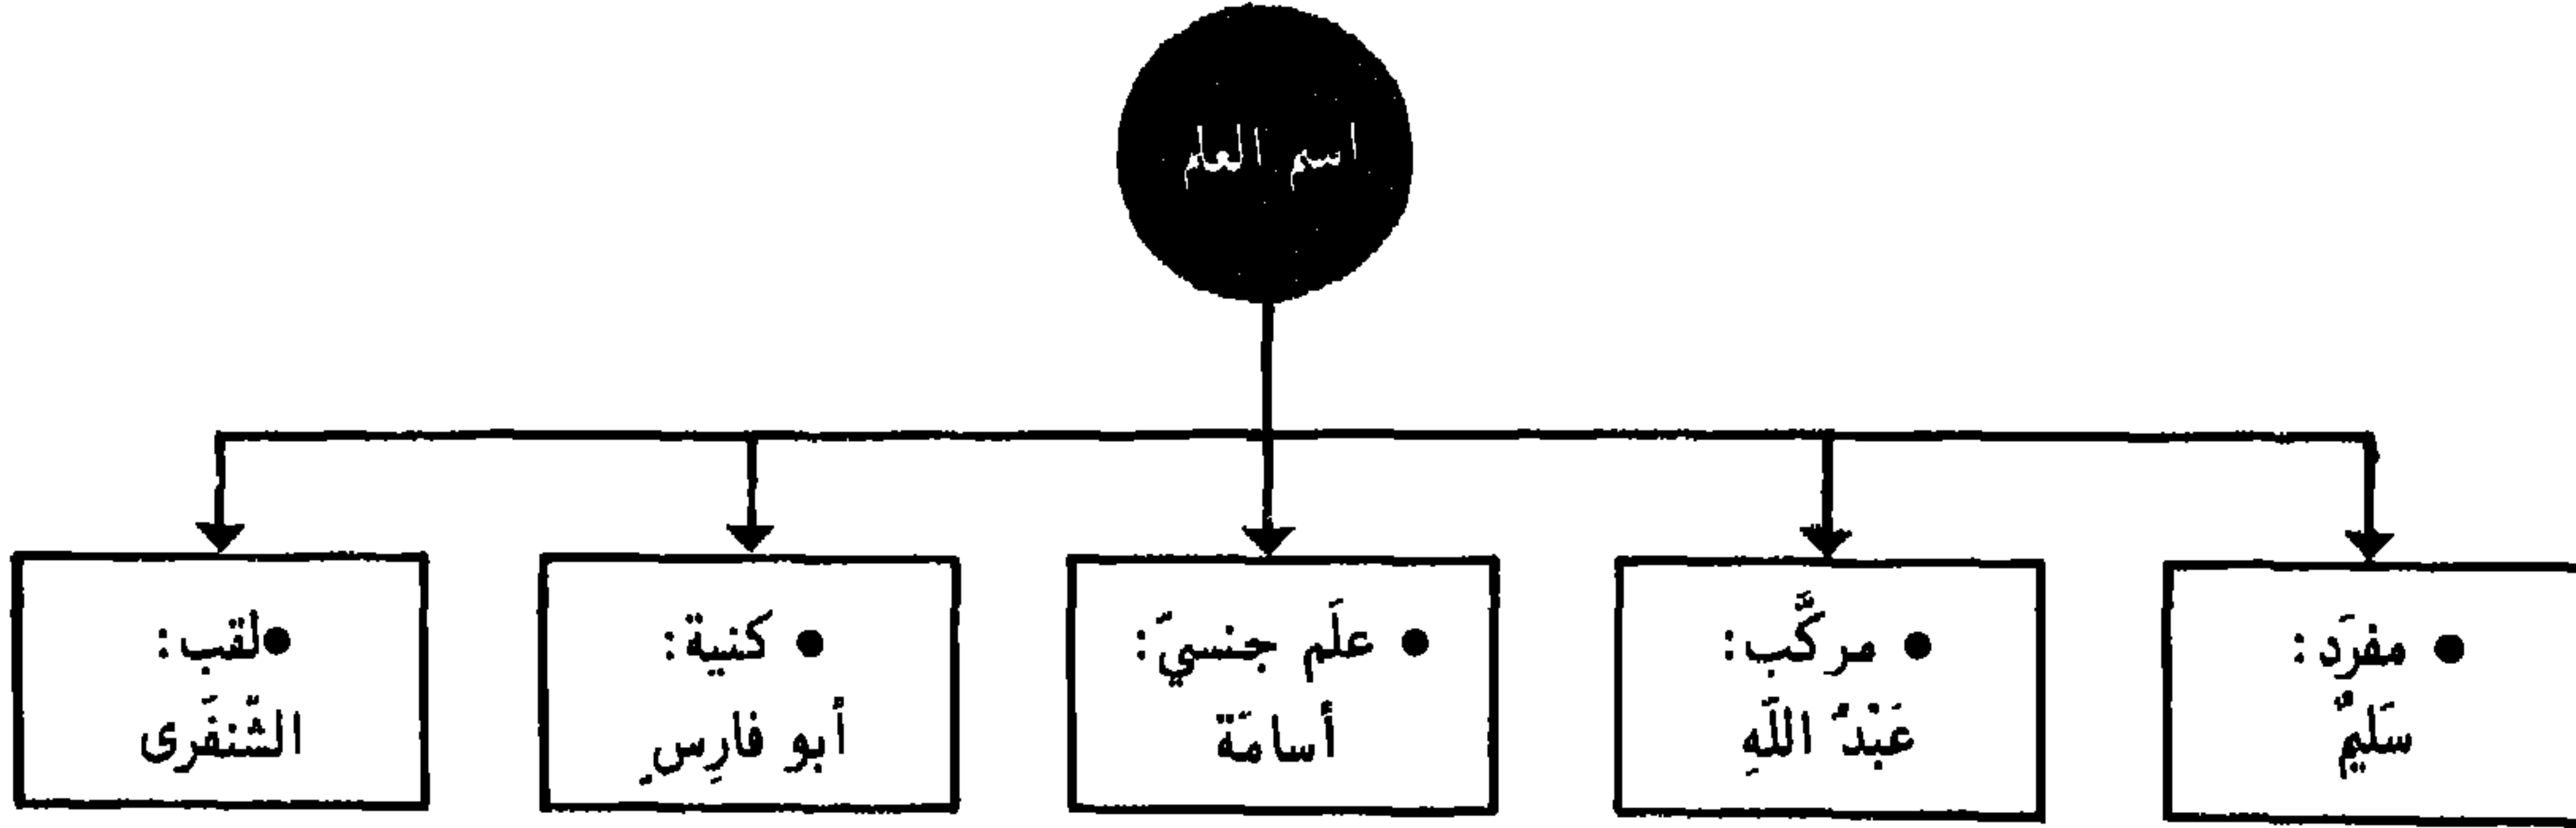 اسم العلم
● مفرَد:
سَليمٌ
● مركَّب:
عَبْدُ اللّهِ
● علَم جنسيّ:
أسامَة
● كنية:
أبو فارِسٍ
●لقب:
الشّنفَرى